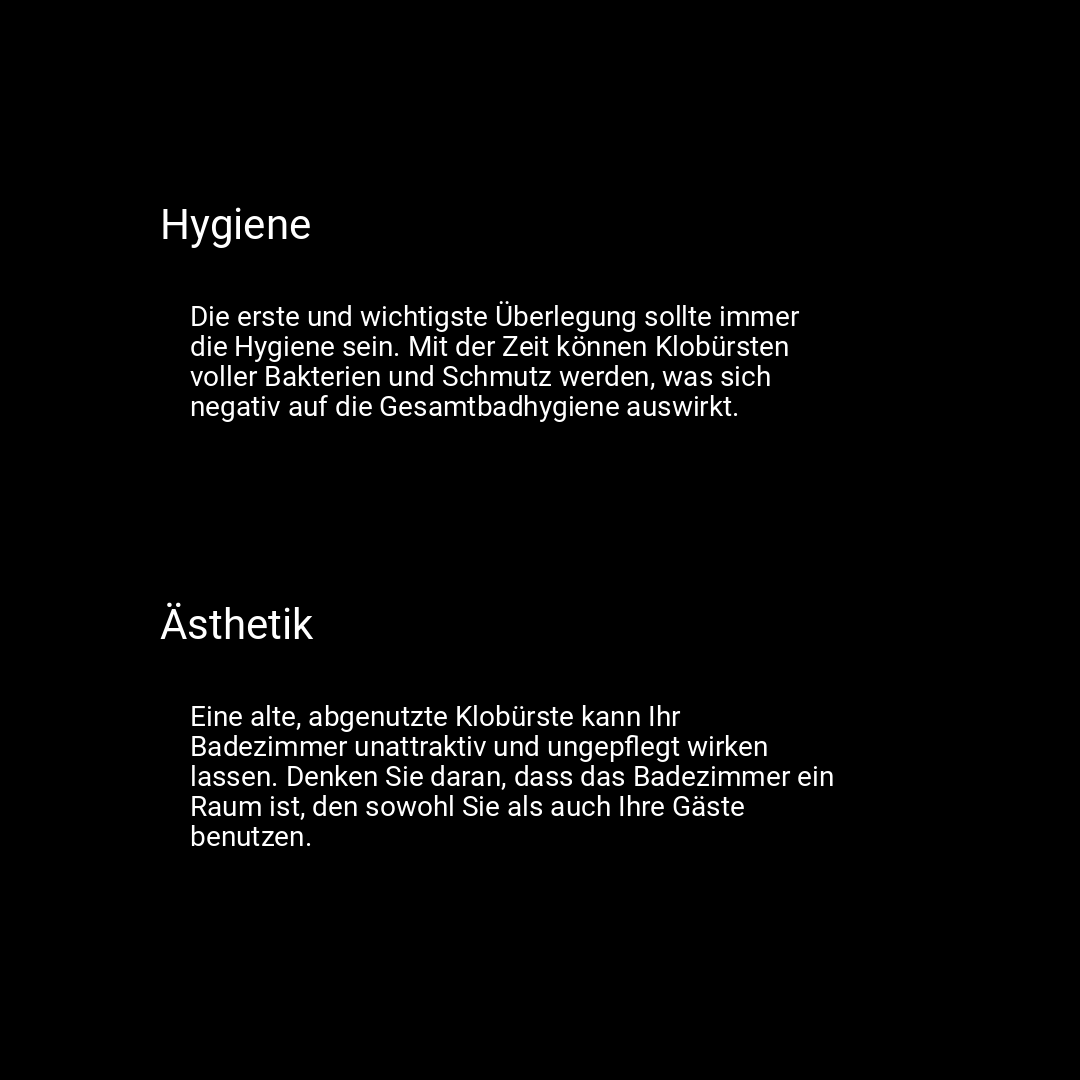 Hygiene
Die erste und wichtigste Überlegung sollte immer
die Hygiene sein. Mit der Zeit können Klobürsten
voller Bakterien und Schmutz werden, was sich
negativ auf die Gesamtbadhygiene auswirkt.
Ästhetik
Eine alte, abgenutzte Klobürste kann Ihr
Badezimmer unattraktiv und ungepflegt wirken
lassen. Denken Sie daran, dass das Badezimmer ein
Raum ist, den sowohl Sie als auch Ihre Gäste
benutzen.